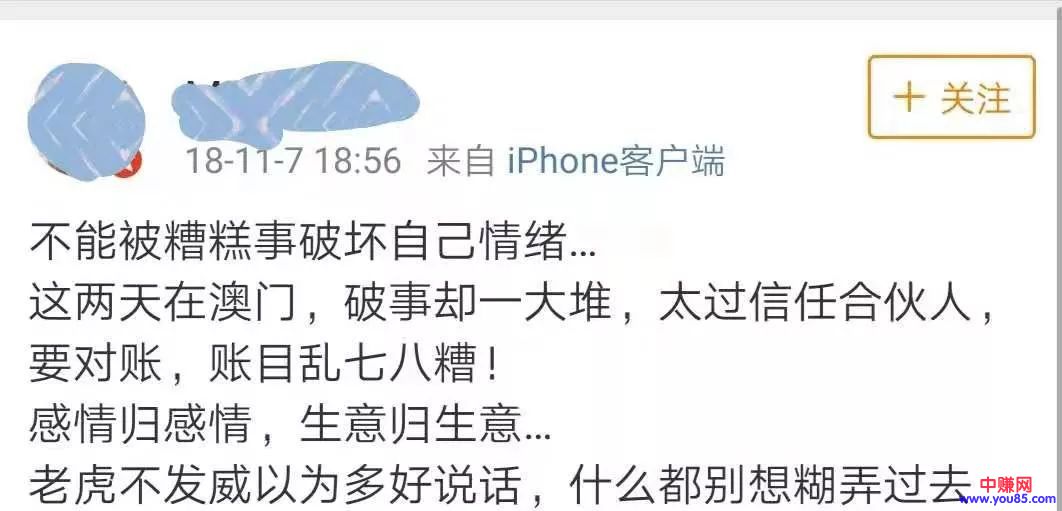 + 关注
18-11-7 18:56 来自 iPhone客户端
不能被糟糕事破坏自己情绪...
这两天在澳门，破事却一大堆，太过信任合伙人，
要对账，账目乱七八糟！
感情归感情，生意归生意...
老虎不发威以为多好说话，什么都别想糊弄过去
中赚网
www.you85.com